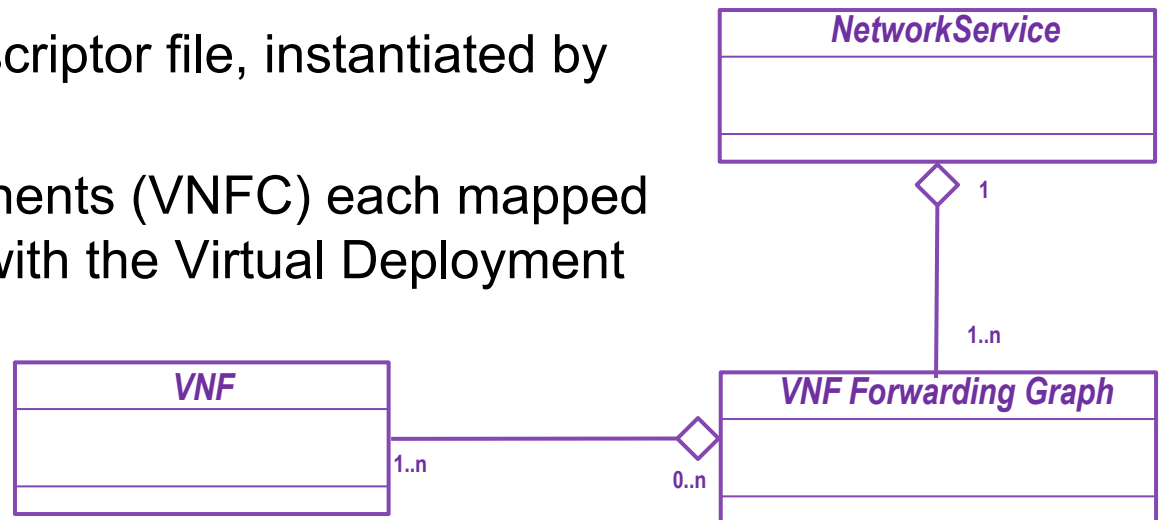 scriptor file, instantiated by
nents (VNFC) each mapped
with the Virtual Deployment
NetworkService
1
1..n
VNF
VNF Forwarding Graph
1..n
0..n